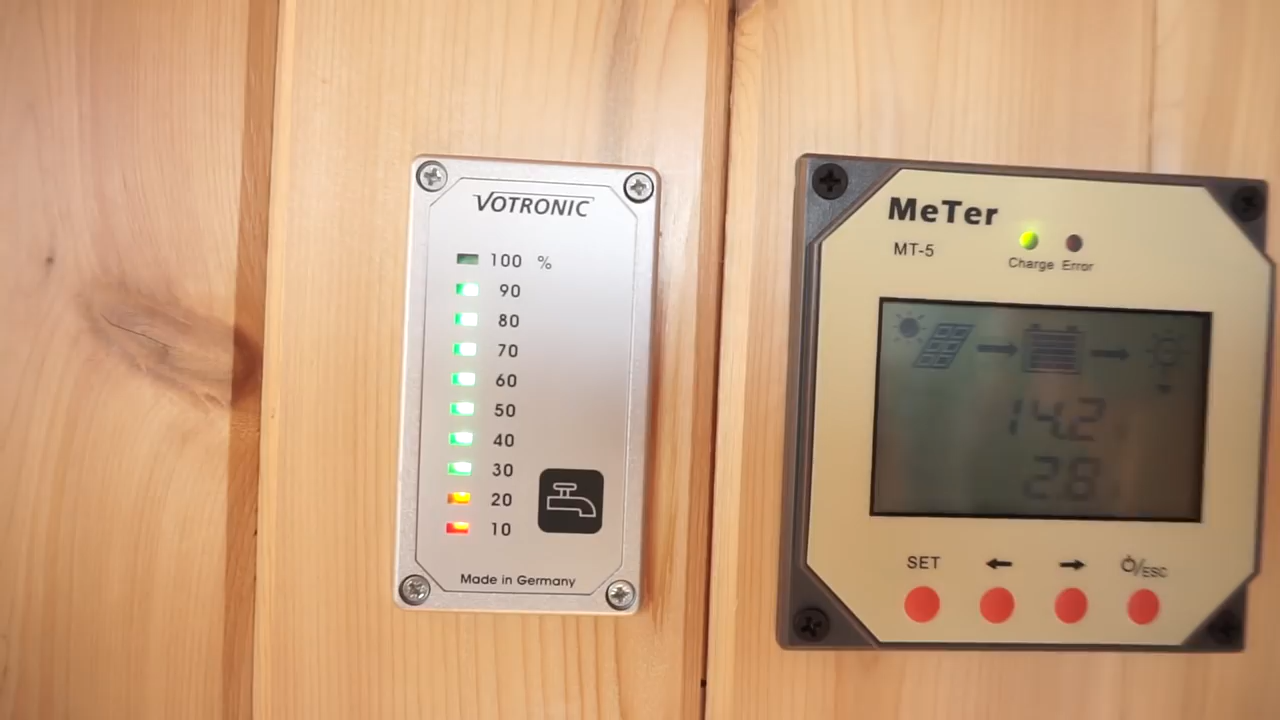 VOTRONIC
100 %
90
80
70
60
50
40
30
20
10
Made in Germany
MeTer
MT-5
Charge Error
14.2
2.8
SET ← → /ESC